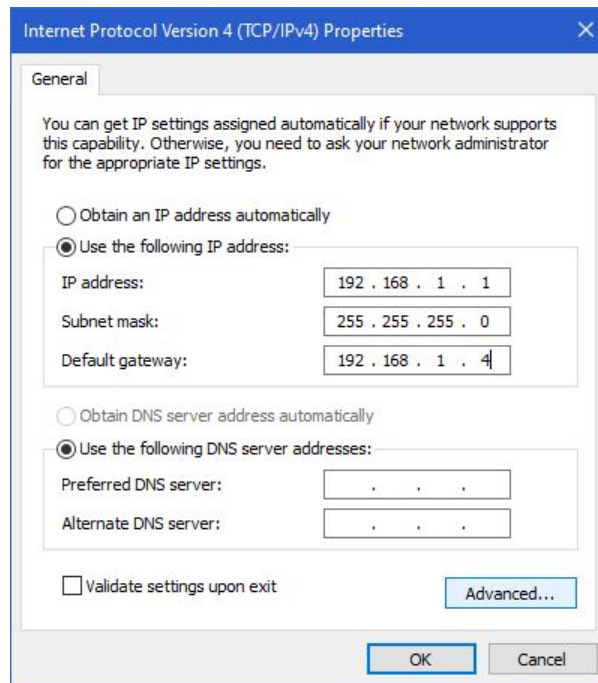 Internet Protocol Version 4 (TCP/IPv4) Properties
General
You can get IP settings assigned automatically if your network supports
this capability. Otherwise, you need to ask your network administrator
for the appropriate IP settings.
Obtain an IP address automatically
Use the following IP address:
IP address: 192 . 168 . 1 . 1
Subnet mask: 255 . 255 . 255 . 0
Default gateway: 192 . 168 . 1 . 4
Obtain DNS server address automatically
Use the following DNS server addresses:
Preferred DNS server: . . .
Alternate DNS server: . . .
Validate settings upon exit
Advanced...
OK Cancel